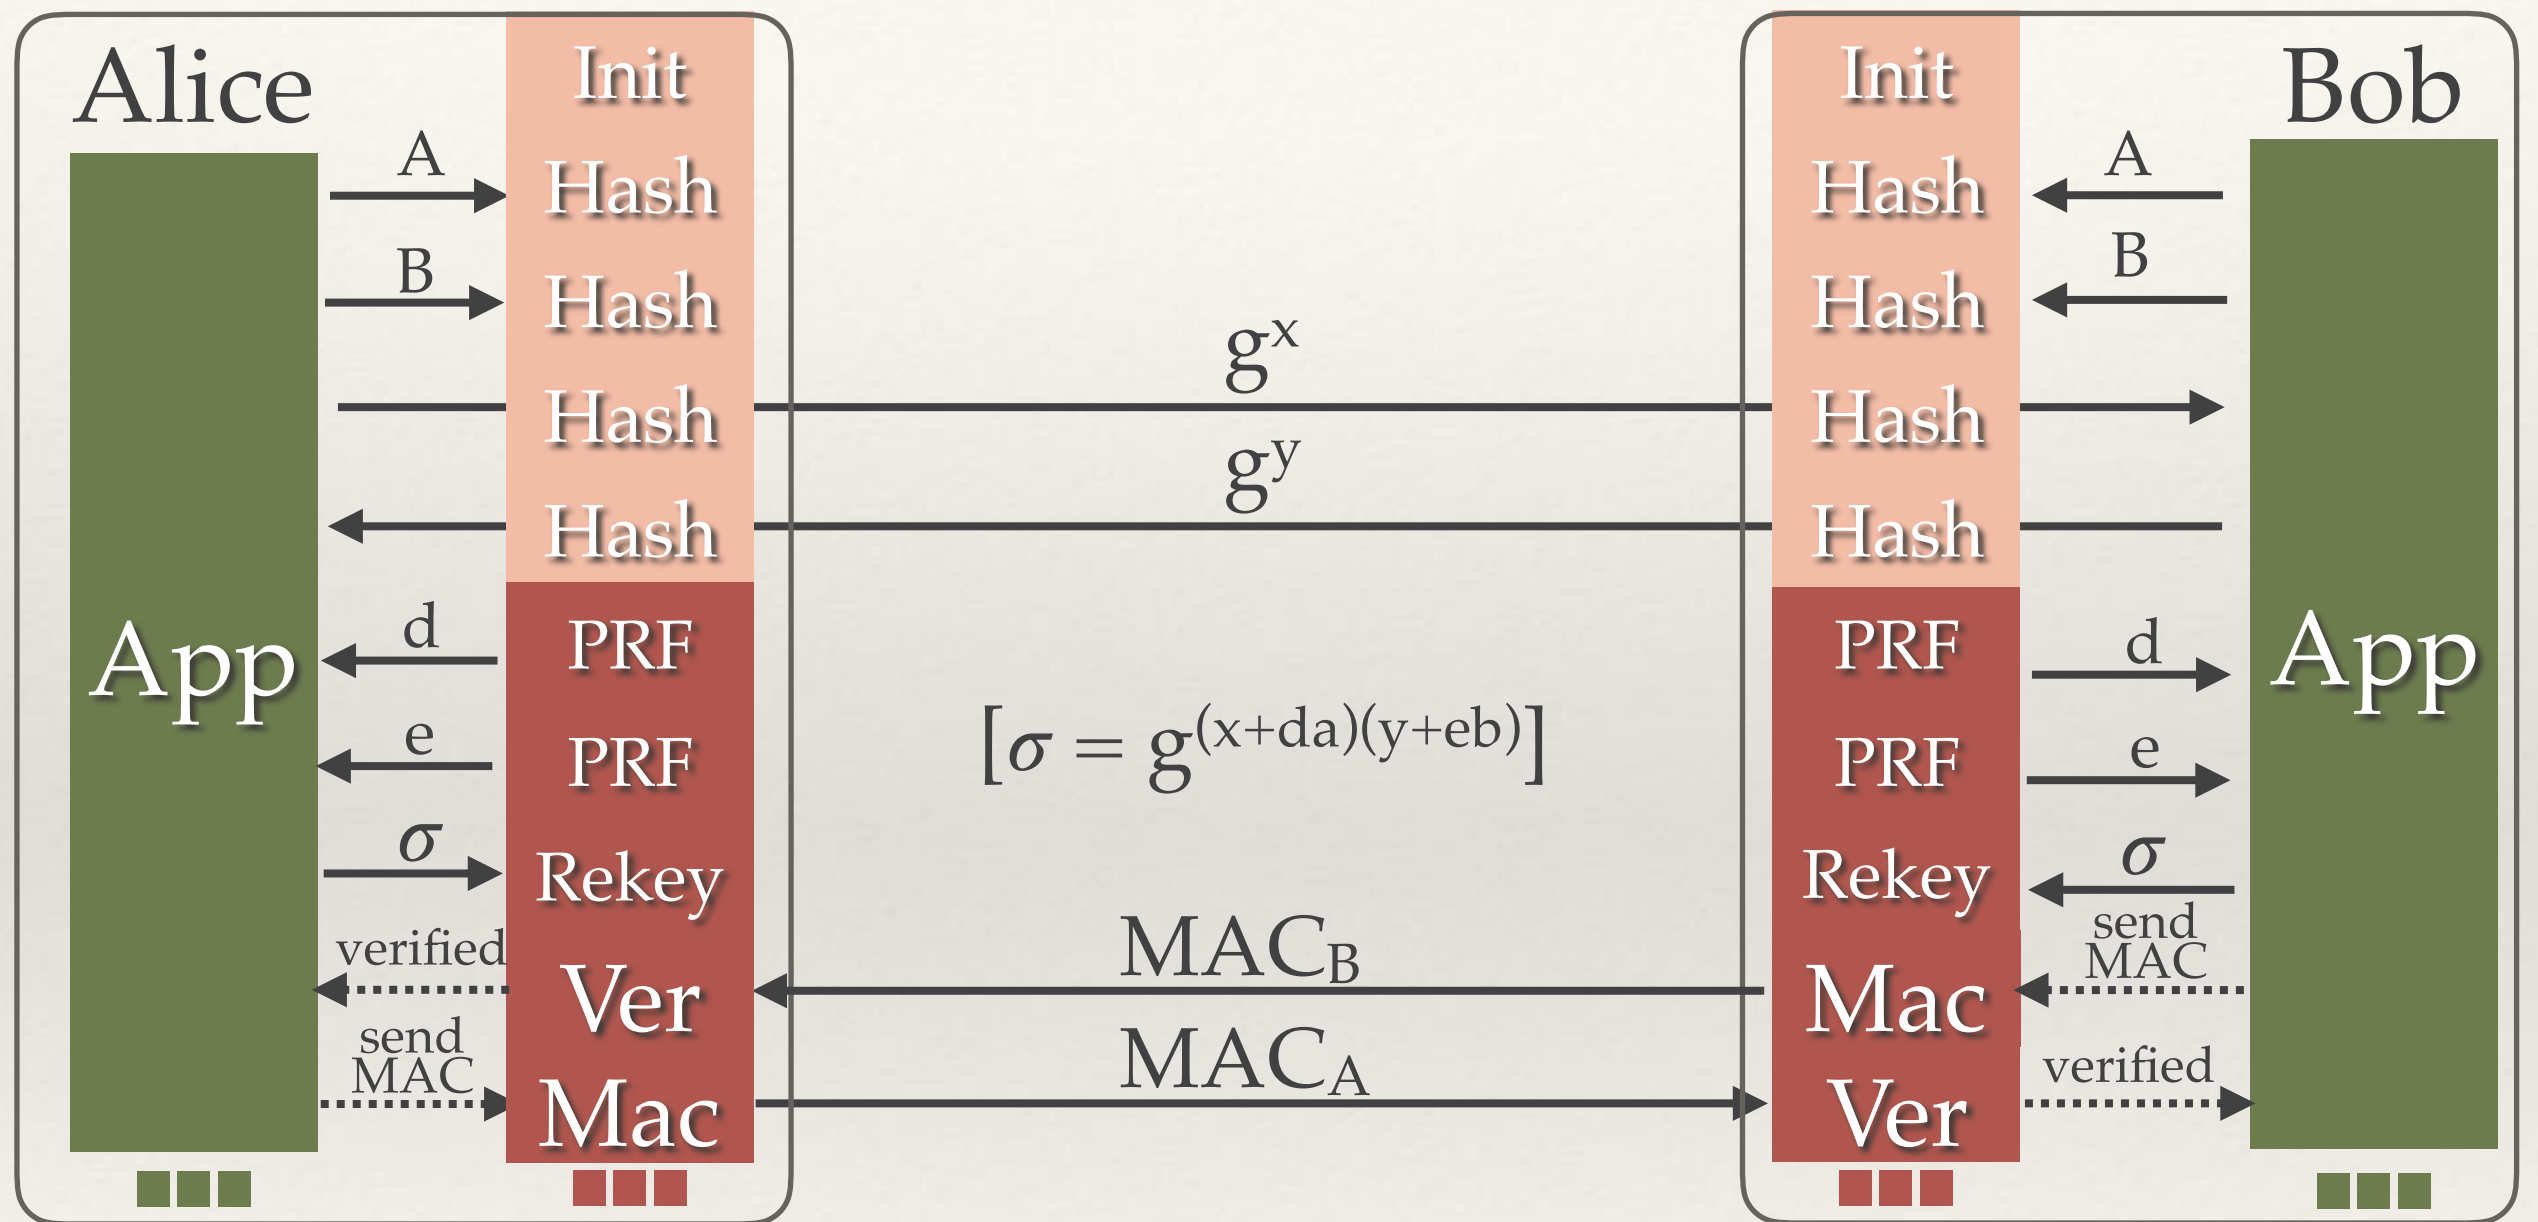 Alice
Init
A
Hash
B
Hash
Hash
Hash
App
d
PRF
e
PRF
σ
Rekey
verified
Ver
send
MAC
Mac
gˣ
gʸ
[σ = g^(x+da)(y+eb)]
MAC_B
MAC_A
Init
Bob
Hash
A
Hash
B
Hash
Hash
PRF
d
App
PRF
e
Rekey
σ
send
MAC
Mac
verified
Ver